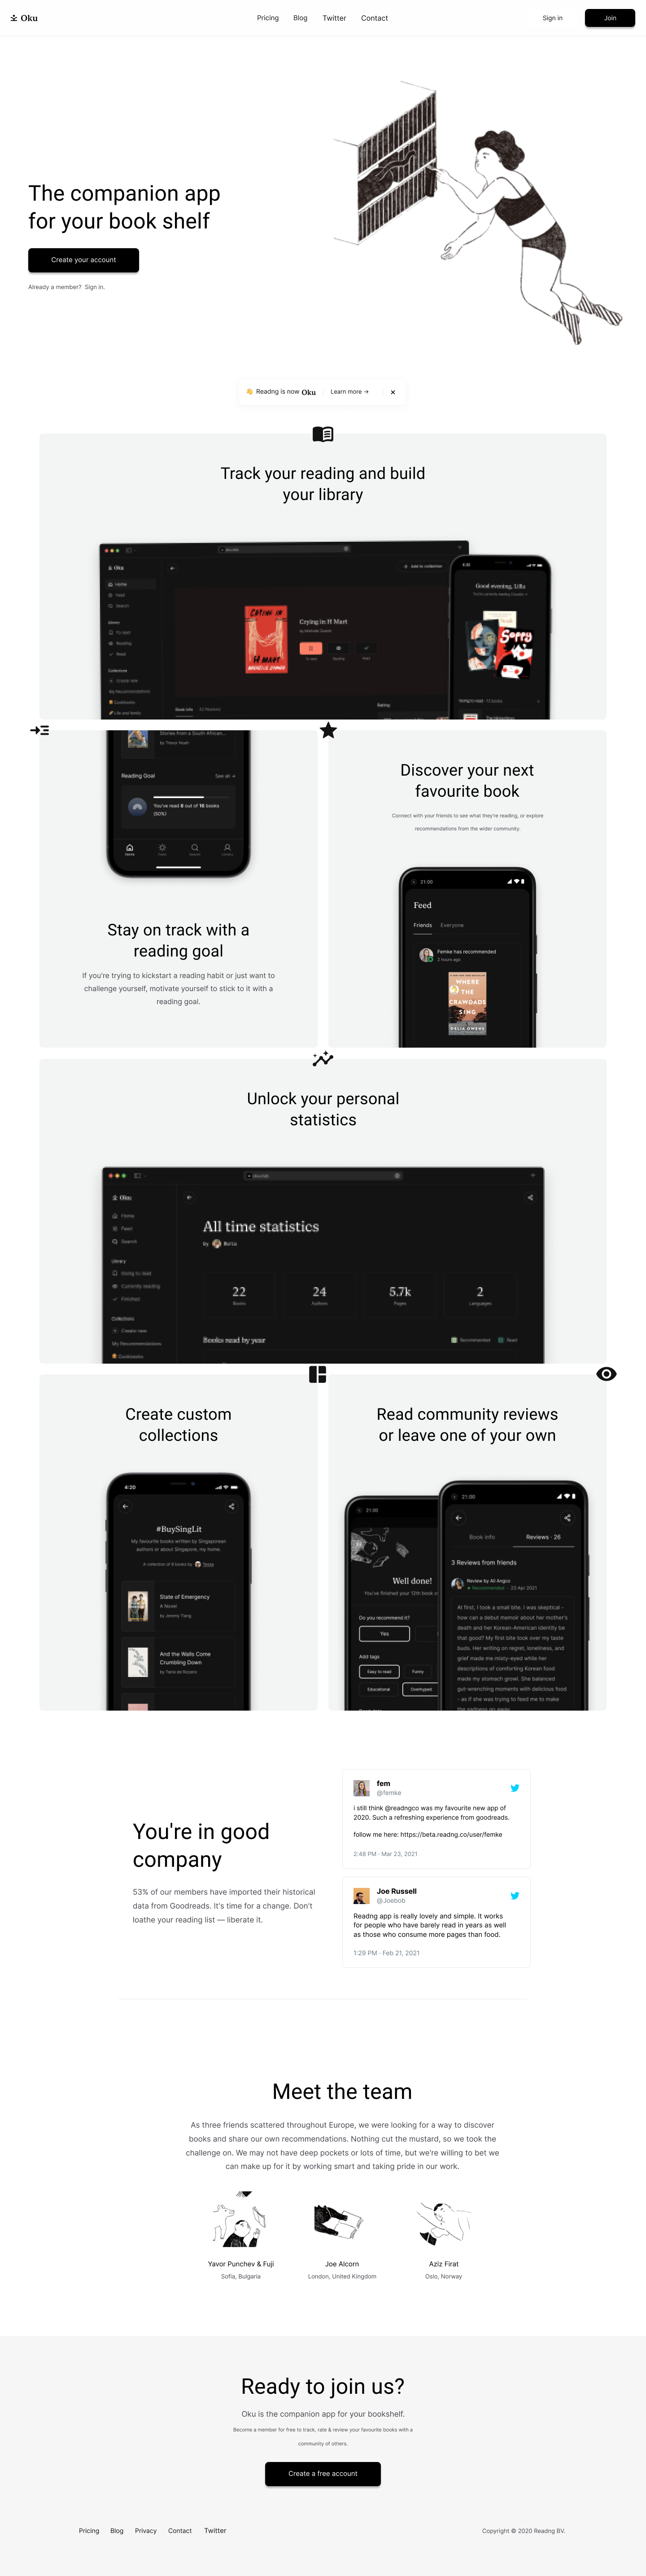 Oku
Pricing
Blog
Twitter
Contact
Sign in
Join
The companion app
for your book shelf
Create your account
Already a member? Sign in.
👋 Readng is now Oku
Learn more →
×
Track your reading and build
your library
Oku
Home
Feed
Search
Library
To read
Reading
Read
Collections
Create new
My Recommendations
Cookbooks
Life and books
Add to collection
CRYING IN
H MART
Crying in H Mart
by Michelle Zauner
To read
Reading
Read
Book info
Rating
Good evening, Ulla
Sorry
Stories from a South African...
by Trevor Noah
Reading Goal
See all →
You've read 8 out of 16 books
(50%)
Home
Feed
Search
Library
Stay on track with a
reading goal
If you're trying to kickstart a reading habit or just want to
challenge yourself, motivate yourself to stick to it with a
reading goal.
Discover your next
favourite book
Connect with your friends to see what they're reading, or explore
recommendations from the wider community.
21:00
Feed
Friends
Everyone
Femke has recommended
2 hours ago
WHERE
THE
CRAWDADS
SING
DELIA OWENS
Unlock your personal
statistics
Oku
Home
Feed
Search
Library
Want to read
Currently reading
Finished
Collections
Create new
My Recommendations
Cookbooks
All time statistics
by
22
Books
24
Authors
5.7k
Pages
2
Languages
Books read by year
Recommended
Read
Create custom
collections
4:20
#BuySingLit
My favourite books written by Singaporean
authors or about Singapore, my home.
A collection of 9 books by
State of Emergency
A Novel
by Jeremy Tiang
And the Walls Come
Crumbling Down
by Tania de Rozario
Read community reviews
or leave one of your own
21:00
Well done!
You've finished your 12th book
Do you recommend it?
Yes
Add tags
Easy to read
Funny
Educational
Overhyped
21:00
Book info
Reviews · 26
3 Reviews from friends
Review by Ali Angco
Recommended · 23 Apr 2021
At first, I took a small bite. I was skeptical -
how can a debut memoir about her mother's
death and her Korean-American identity be
that good? My first bite took over my taste
buds. Her writing on regret, loneliness, and
grief made me misty-eyed while her
descriptions of comforting Korean food
made my stomach growl. She balanced
gut-wrenching moments with delicious food
- as if she was trying to feed me to make
the sadness go away.
You're in good
company
53% of our members have imported their historical
data from Goodreads. It's time for a change. Don't
loathe your reading list — liberate it.
fem
@femke
i still think @readngco was my favourite new app of
2020. Such a refreshing experience from goodreads.
follow me here: https://beta.readng.co/user/femke
2:48 PM · Mar 23, 2021
Joe Russell
@Joebob
Readng app is really lovely and simple. It works
for people who have barely read in years as well
as those who consume more pages than food.
1:29 PM · Feb 21, 2021
Meet the team
As three friends scattered throughout Europe, we were looking for a way to discover
books and share our own recommendations. Nothing cut the mustard, so we took the
challenge on. We may not have deep pockets or lots of time, but we're willing to bet we
can make up for it by working smart and taking pride in our work.
Yavor Punchev & Fuji
Sofia, Bulgaria
Joe Alcorn
London, United Kingdom
Aziz Firat
Oslo, Norway
Ready to join us?
Oku is the companion app for your bookshelf.
Become a member for free to track, rate & review your favourite books with a
community of others.
Create a free account
Pricing
Blog
Privacy
Contact
Twitter
Copyright © 2020 Readng BV.